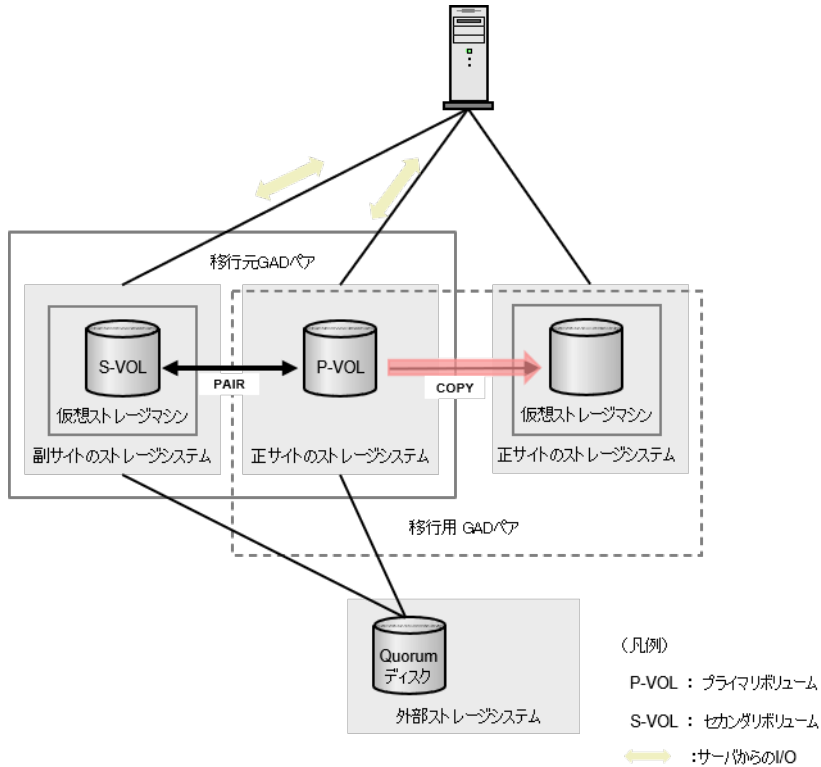 移行元GADペア
S-VOL
P-VOL
PAIR
COPY
仮想ストレージマシン
仮想ストレージマシン
副サイトのストレージシステム
正サイトのストレージシステム
正サイトのストレージシステム
移行用 GADペア
Quorum
ディスク
外部ストレージシステム
(凡例)
P-VOL : プライマリボリューム
S-VOL : セカンダリボリューム
:サーバからのI/O